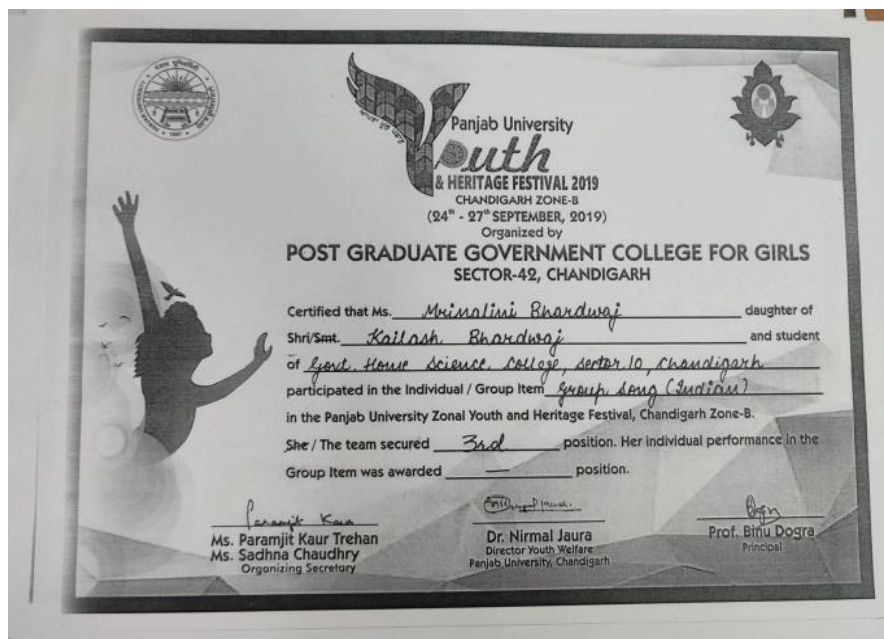 Panjab University
Youth
& HERITAGE FESTIVAL 2019
CHANDIGARH ZONE-B
(24th - 27th SEPTEMBER, 2019)
Organized by
POST GRADUATE GOVERNMENT COLLEGE FOR GIRLS
SECTOR-42, CHANDIGARH
Certified that Ms. Mrinalini Bhardwaj daughter of
Shri/Smt. Kailash Bhardwaj and student
of Govt. Home Science College, sector 10, Chandigarh
participated in the Individual / Group Item group song (Indian)
in the Panjab University Zonal Youth and Heritage Festival, Chandigarh Zone-B.
She / The team secured 3rd position. Her individual performance in the
Group Item was awarded — position.
Paramjit Kaur
Ms. Paramjit Kaur Trehan
Ms. Sadhna Chaudhry
Organizing Secretary
Dr. Nirmal Jaura
Director Youth Welfare
Panjab University, Chandigarh
Prof. Binu Dogra
Principal